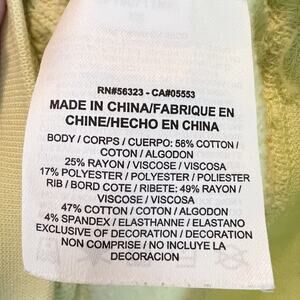 RN#56323 - CA#05553
MADE IN CHINA/FABRIQUE EN
CHINE/HECHO EN CHINA
BODY / CORPS / CUERPO: 58% COTTON /
COTON / ALGODON
25% RAYON / VISCOSE / VISCOSA
17% POLYESTER / POLYESTER / POLIESTER
RIB / BORD COTE / RIBETE: 49% RAYON /
VISCOSE / VISCOSA
47% COTTON / COTON / ALGODON
4% SPANDEX / ELASTHANNE / ELASTANO
EXCLUSIVE OF DECORATION / DECORATION
NON COMPRISE / NO INCLUYE LA
DECORACION